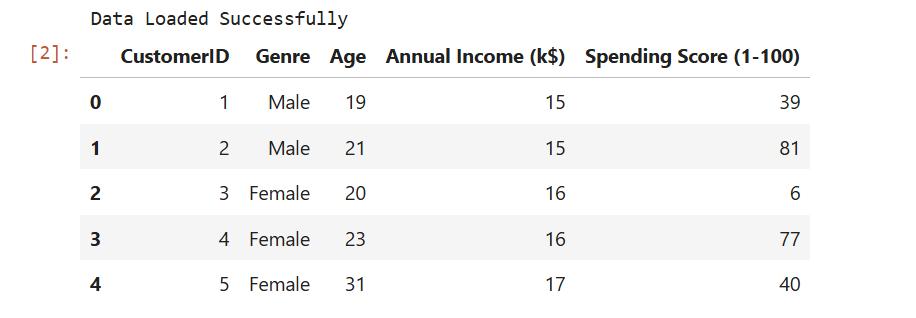 Data Loaded Successfully
[2]: CustomerID Genre Age Annual Income (k$) Spending Score (1-100)
0 1 Male 19 15 39
1 2 Male 21 15 81
2 3 Female 20 16 6
3 4 Female 23 16 77
4 5 Female 31 17 40